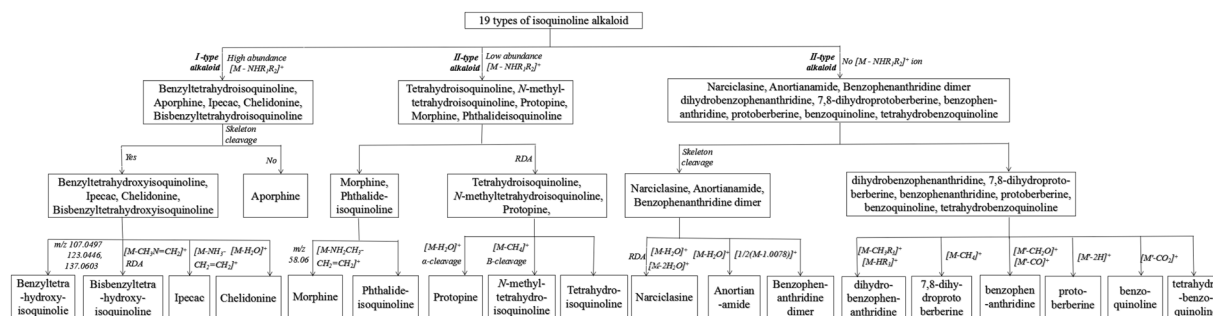 19 types of isoquinoline alkaloid
I-type
alkaloid
High abundance
[M - NHR1R2]+
II-type
alkaloid
Low abundance
[M - NHR1R2]+
II-type
alkaloid
No [M - NHR1R2]+ ion
Benzyltetrahydroisoquinoline,
Aporphine, Ipecac, Chelidonine,
Bisbenzyltetrahydroisoquinoline
Tetrahydroisoquinoline, N-methyl-
tetrahydroisoquinoline, Protopine,
Morphine, Phthalideisoquinoline
Narciclasine, Anortianamide, Benzophenanthridine dimer
dihydrobenzophenanthridine, 7,8-dihydroprotoberberine, benzophen-
anthridine, protoberberine, benzoquinoline, tetrahydrobenzoquinoline
Skeleton
cleavage
Yes
No
RDA
Skeleton
cleavage
Benzyltetrahydroxyisoquinoline,
Ipecac, Chelidonine,
Bisbenzyltetrahydroxyisoquinoline
Aporphine
Morphine,
Phthalide-
isoquinoline
Tetrahydroisoquinoline,
N-methyltetrahydroisoquinoline,
Protopine,
Narciclasine, Anortianamide,
Benzophenanthridine dimer
dihydrobenzophenanthridine, 7,8-dihydroproto-
berberine, benzophenanthridine, protoberberine,
benzoquinoline, tetrahydrobenzoquinoline
m/z 107.0497
123.0446,
137.0603
[M-CH3N=CH2]+
RDA
[M-NH3-
CH2=CH2]+
[M-H2O]+
m/z
58.06
[M-NH2CH3-
CH2=CH2]+
[M-H2O]+
α-cleavage
[M-CH4]+
B-cleavage
RDA
[M-H2O]+
[M-2H2O]+
[M-H2O]+
[1/2(M-1.0078)]+
[M-CH3R3]+
[M-HR3]+
[M-CH4]+
[M'-CH2O]+
[M'-CO]+
[M'-2H]+
[M'-CO2]+
Benzyltetra
-hydroxy-
isoquinolie
Bisbenzyltetra
-hydroxy-
isoquinoline
Ipecac
Chelidonine
Morphine
Phthalide-
isoquinoline
Protopine
N-methyl-
tetrahydro-
isoquinoline
Tetrahydro-
isoquinoline
Narciclasine
Anortian
-amide
Benzophen-
anthridine
dimer
dihydro-
benzophen-
anthridine
7,8-dihy-
droproto
berberine
benzophen
-anthridine
proto-
berberine
benzo-
quinoline
tetrahydro
-benzo-
quinoline